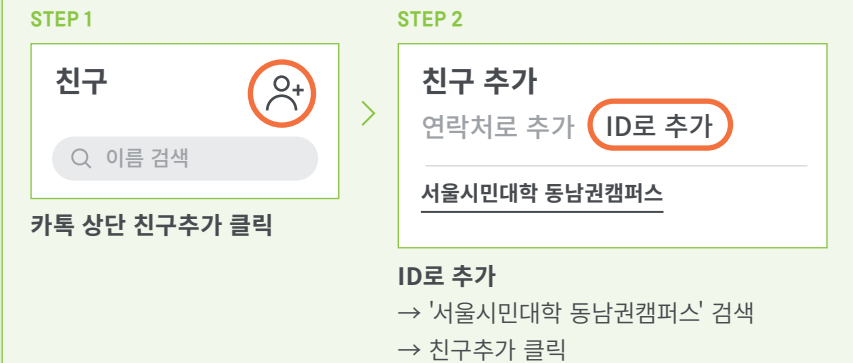 STEP 1
친구
이름 검색
카톡 상단 친구추가 클릭
STEP 2
친구 추가
연락처로 추가 ID로 추가
서울시민대학 동남권캠퍼스
ID로 추가
→ '서울시민대학 동남권캠퍼스' 검색
→ 친구추가 클릭